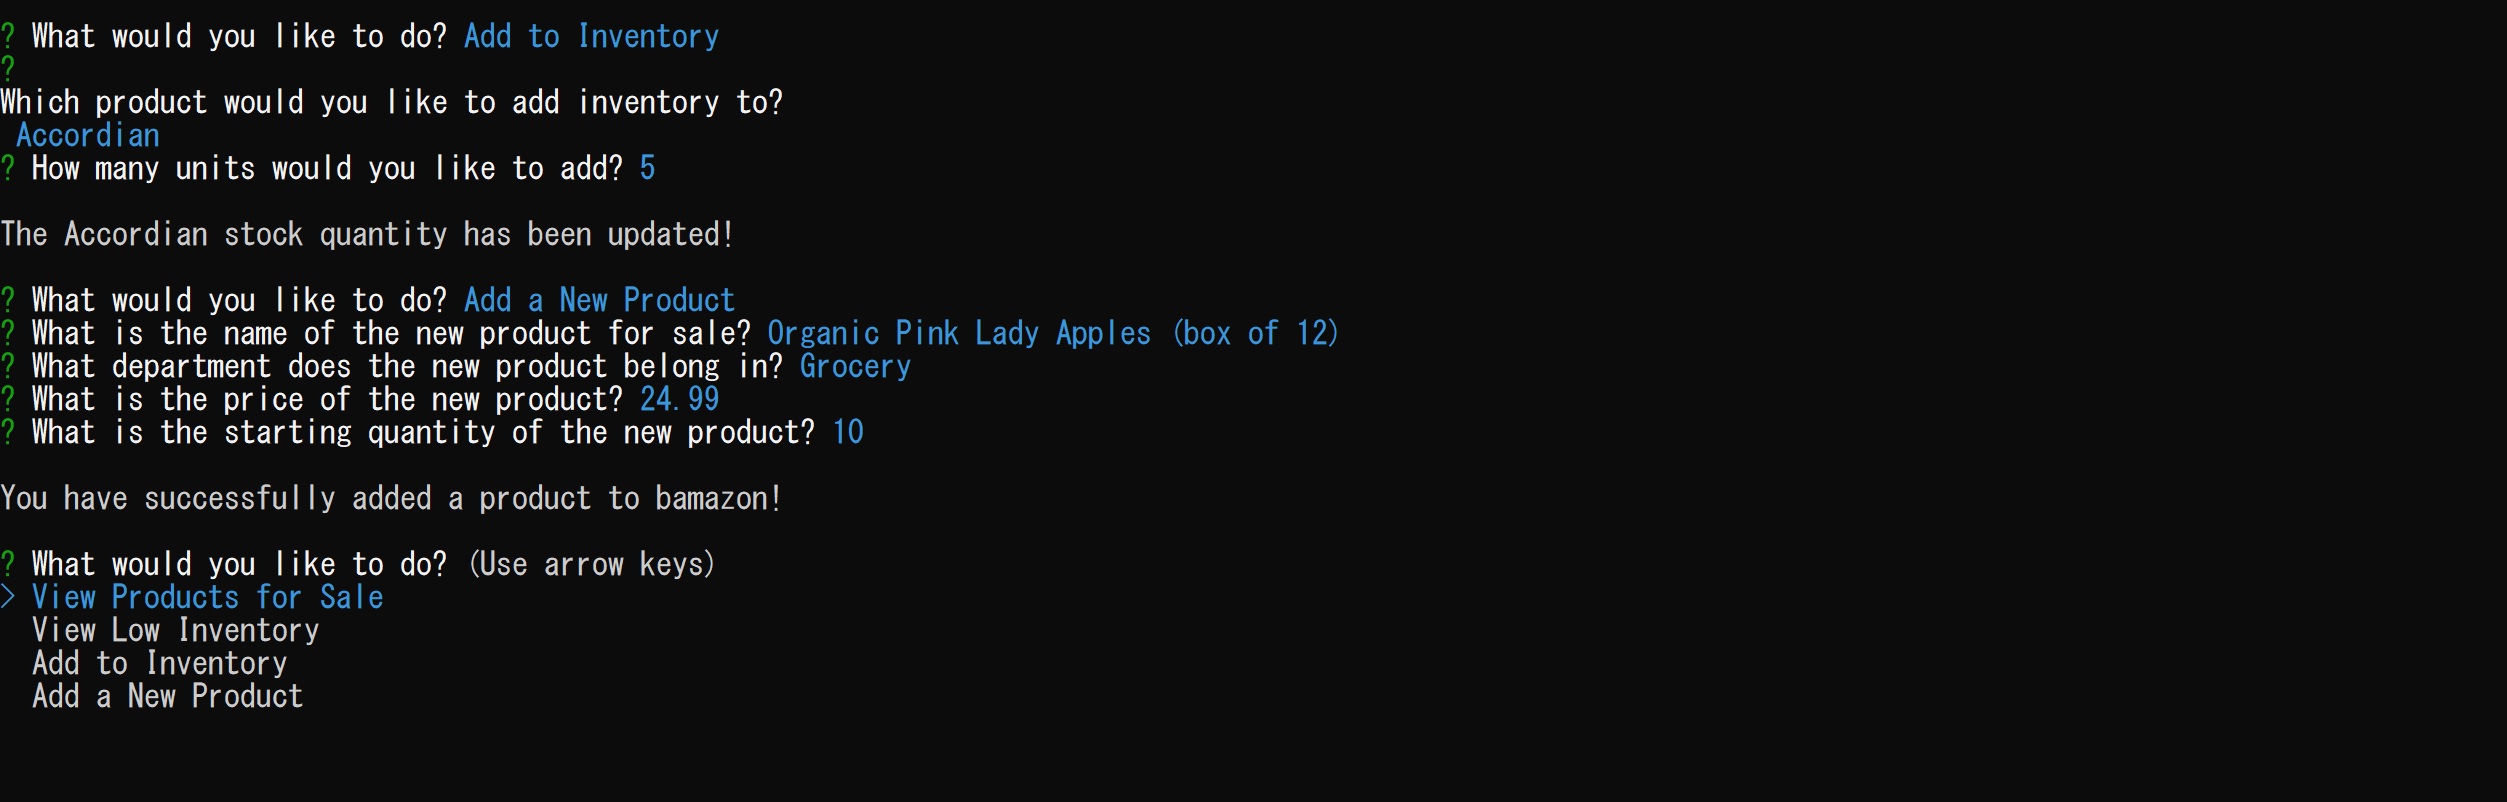 ? What would you like to do? Add to Inventory
?
Which product would you like to add inventory to?
Accordian
? How many units would you like to add? 5
The Accordian stock quantity has been updated!
? What would you like to do? Add a New Product
? What is the name of the new product for sale? Organic Pink Lady Apples (box of 12)
? What department does the new product belong in? Grocery
? What is the price of the new product? 24.99
? What is the starting quantity of the new product? 10
You have successfully added a product to bamazon!
? What would you like to do? (Use arrow keys)
> View Products for Sale
View Low Inventory
Add to Inventory
Add a New Product